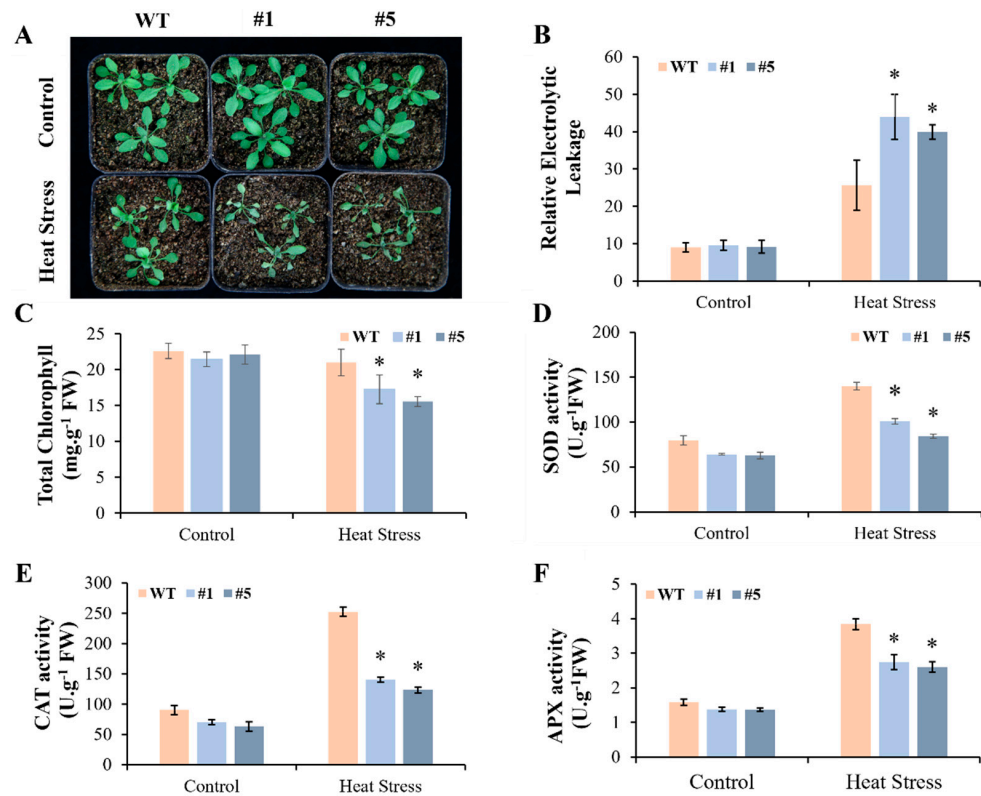 WT #1 #5
A
Control
Heat Stress
B
Relative Electrolytic
Leakage
WT #1 #5
60
50
40
30
20
10
0
* *
Control Heat Stress
C
Total Chlorophyll
(mg.g⁻¹ FW)
WT #1 #5
25
20
15
10
5
0
* *
Control Heat Stress
D
SOD activity
(U.g⁻¹FW)
WT #1 #5
200
150
100
50
0
* *
Control Heat Stress
E
CAT activity
(U.g⁻¹ FW)
WT #1 #5
300
250
200
150
100
50
0
* *
Control Heat Stress
F
APX activity
(U.g⁻¹FW)
WT #1 #5
5
4
3
2
1
0
* *
Control Heat Stress